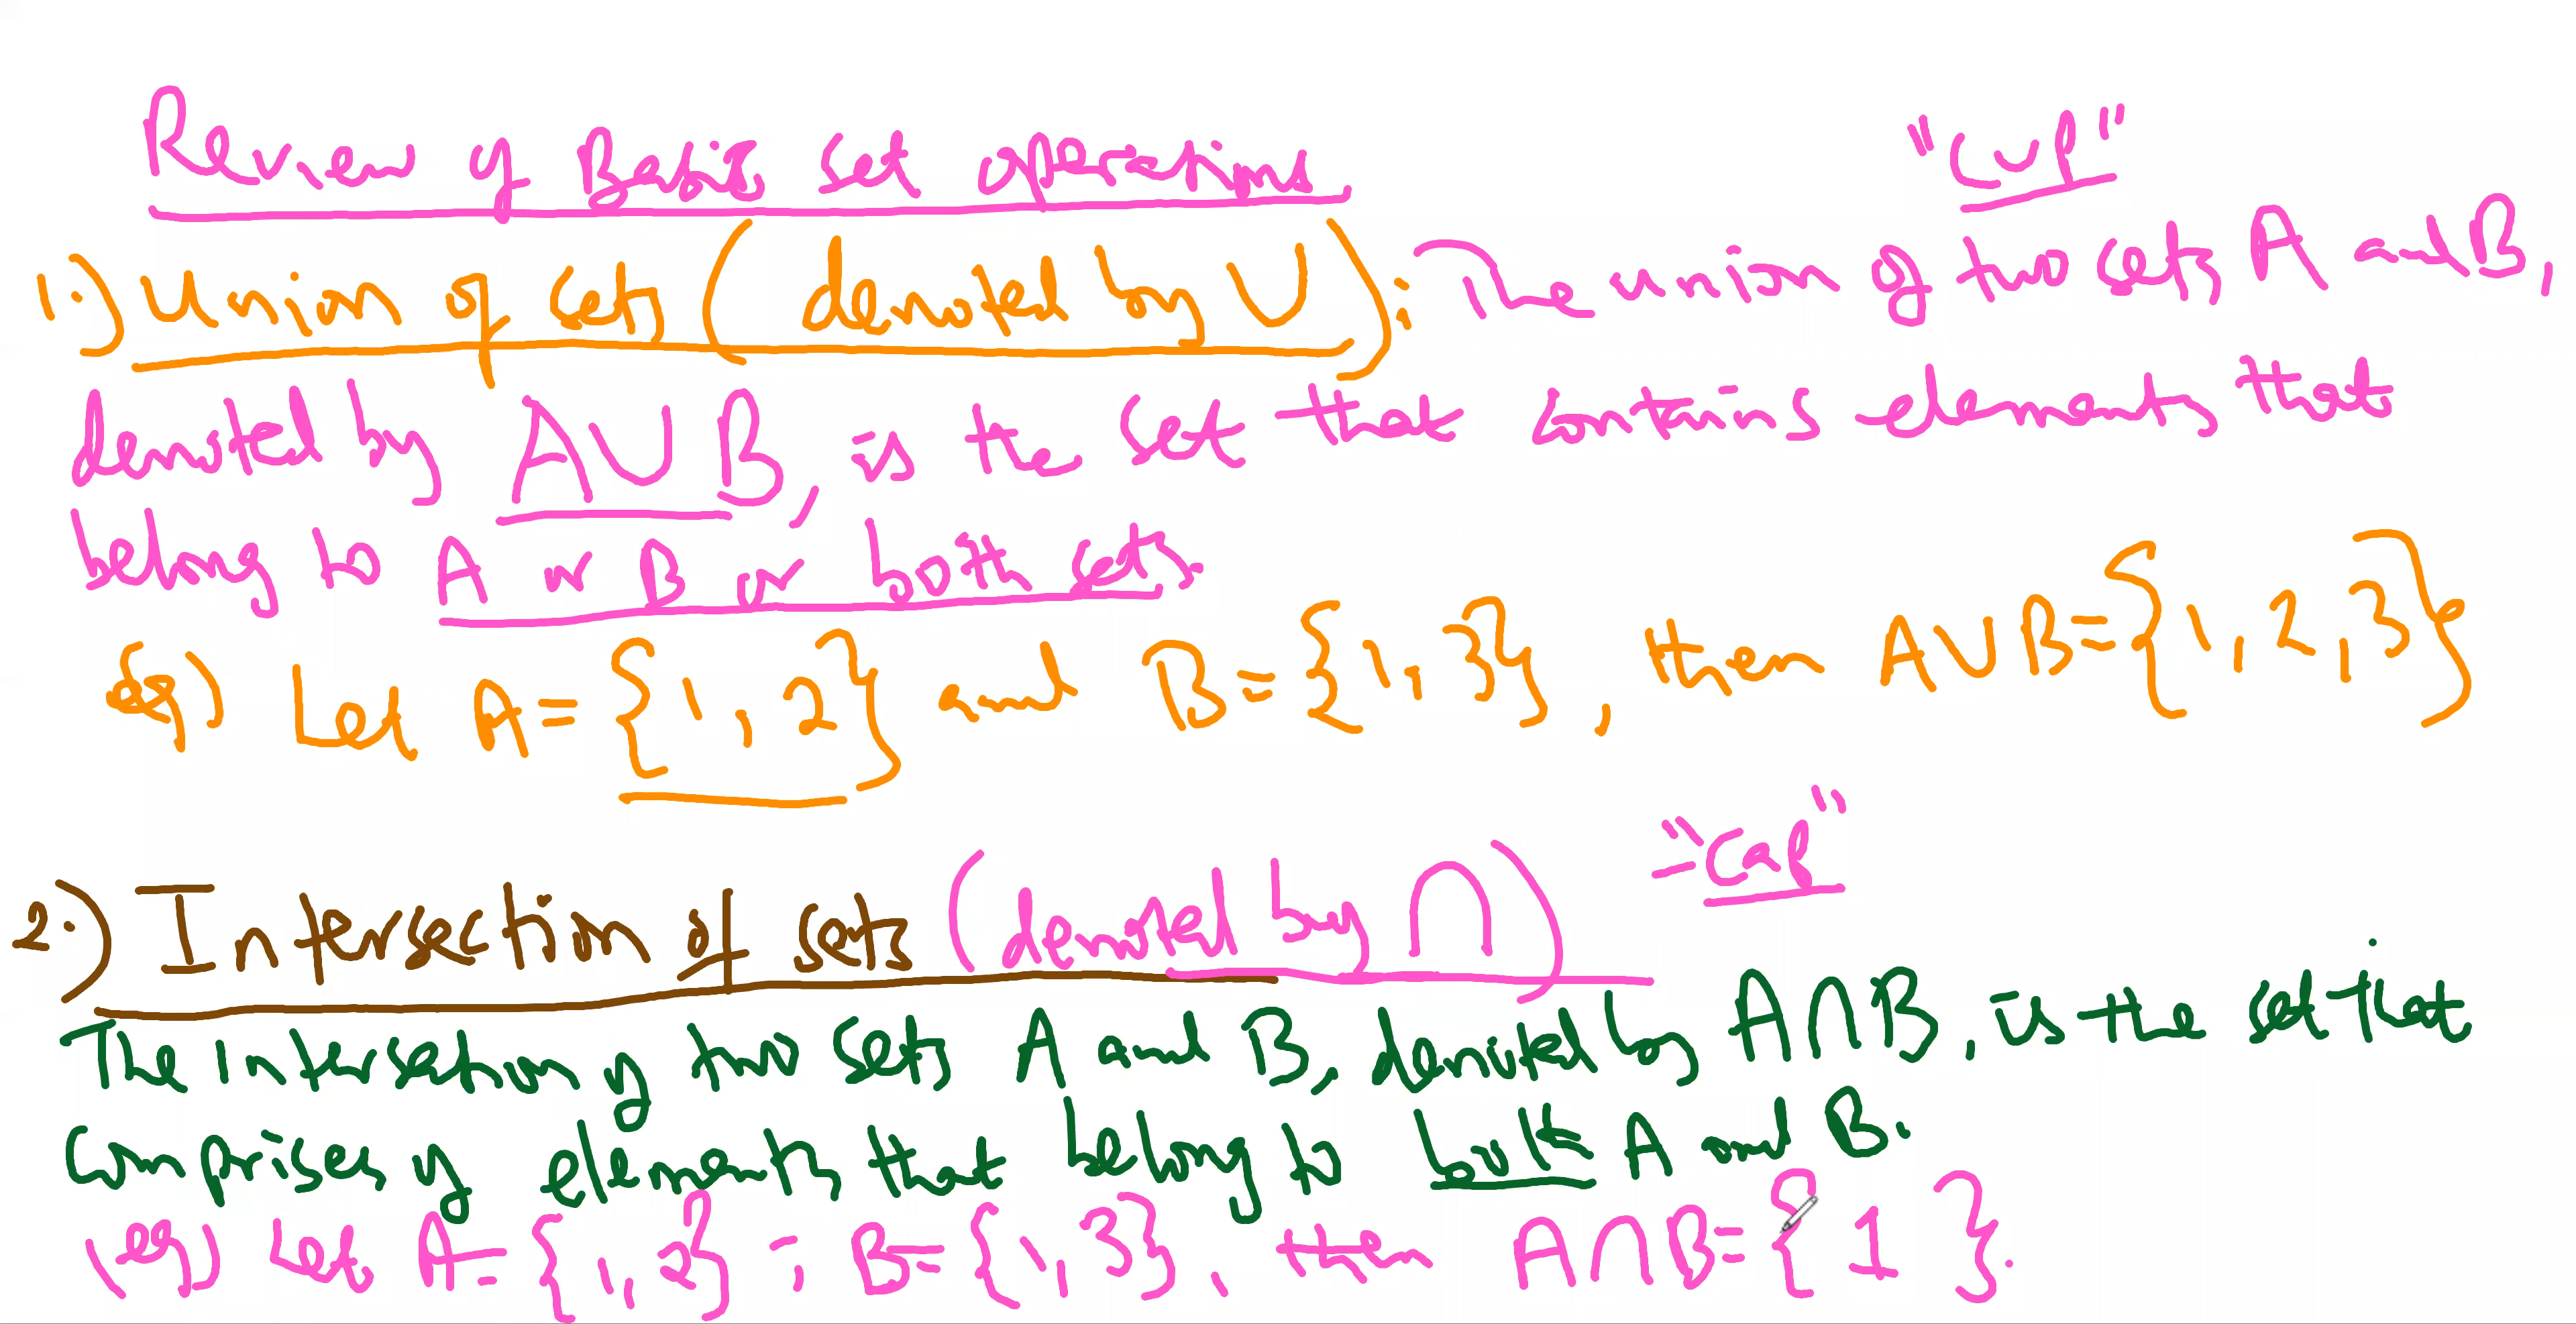 Review of Basic set operations
"Cup"
1.) Union of sets (denoted by ∪): The union of two sets A and B,
denoted by A∪B, is the set that contains elements that
belong to A or B or both sets.
(eg) Let A = {1, 2} and B = {1, 3}, then A∪B = {1, 2, 3}
2.) Intersection of sets (denoted by ∩) - "Cap"
The intersection of two sets A and B, denoted by A∩B, is the set that
comprises of elements that belong to both A and B.
(eg) Let A = {1, 2} ; B = {1, 3}, then A∩B = {1}.